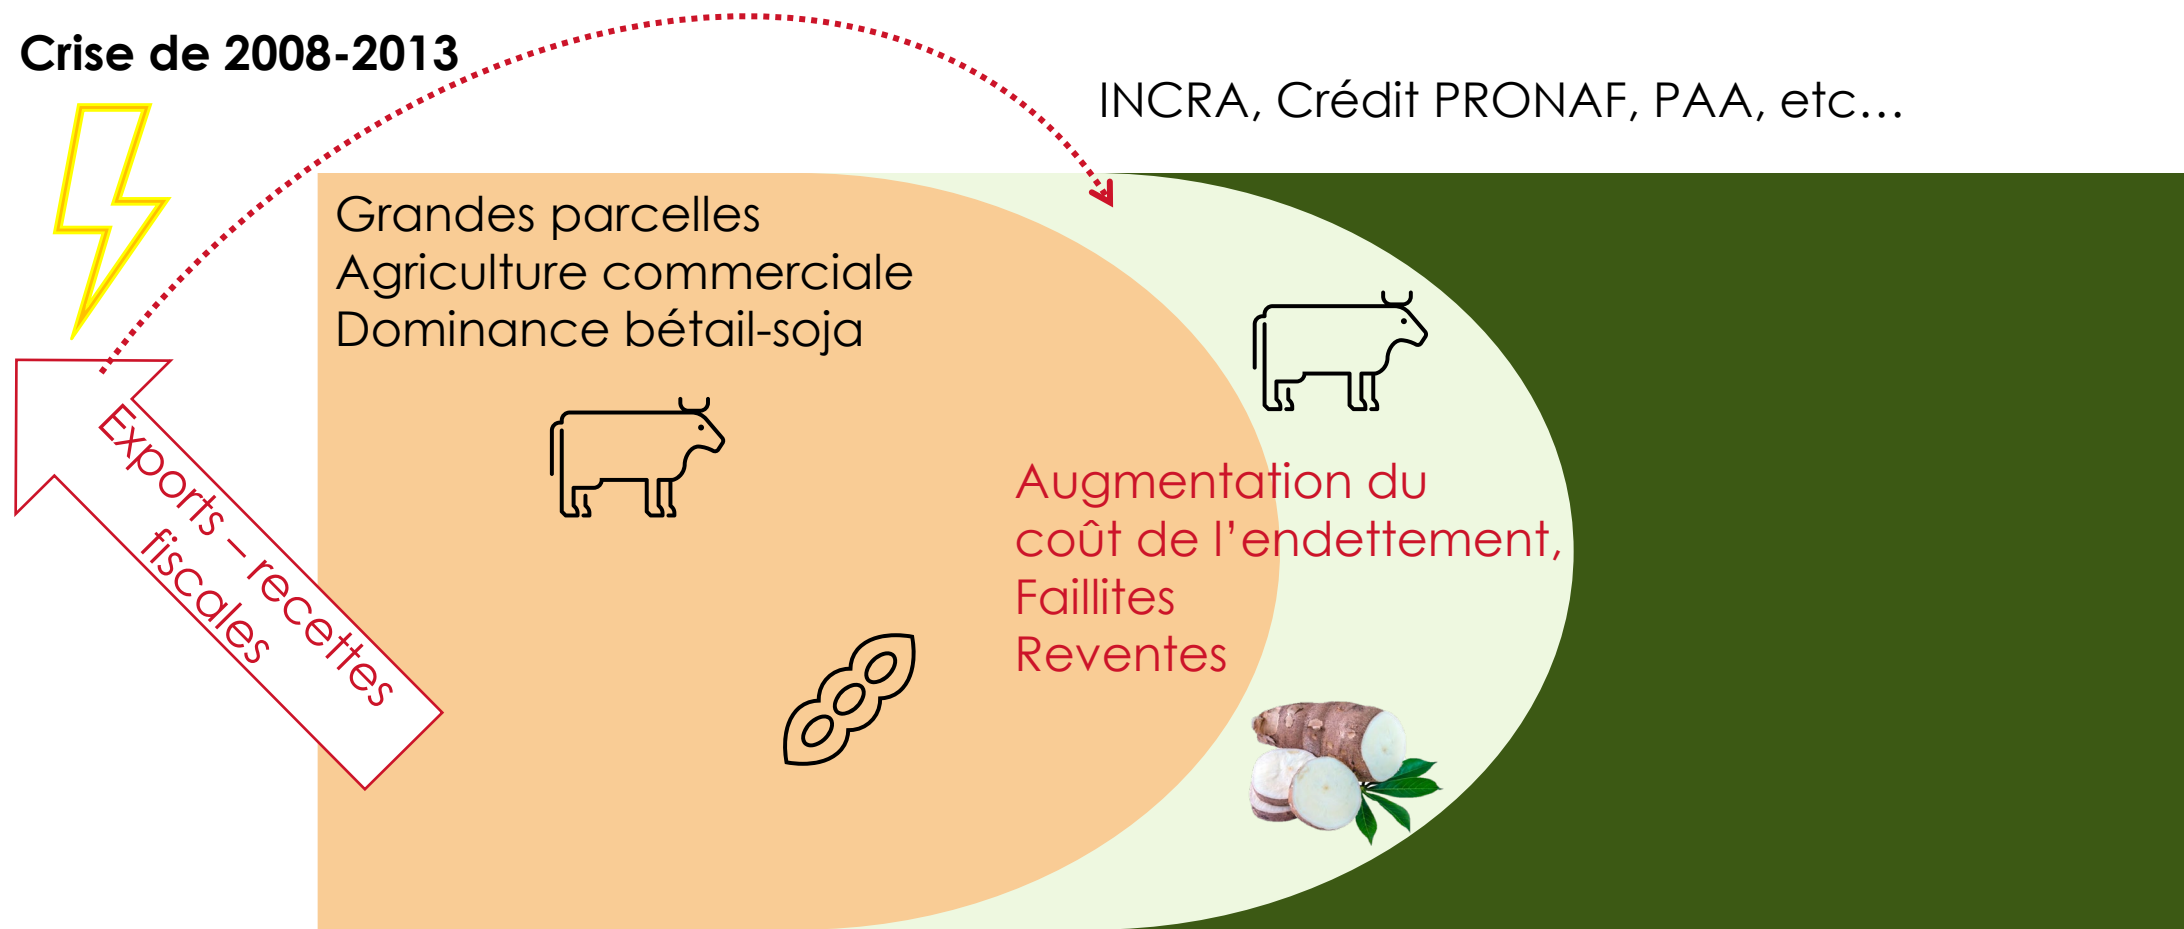 Crise de 2008-2013
INCRA, Crédit PRONAF, PAA, etc…
Grandes parcelles
Agriculture commerciale
Dominance bétail-soja
Exports – recettes
fiscales
Augmentation du
coût de l’endettement,
Faillites
Reventes